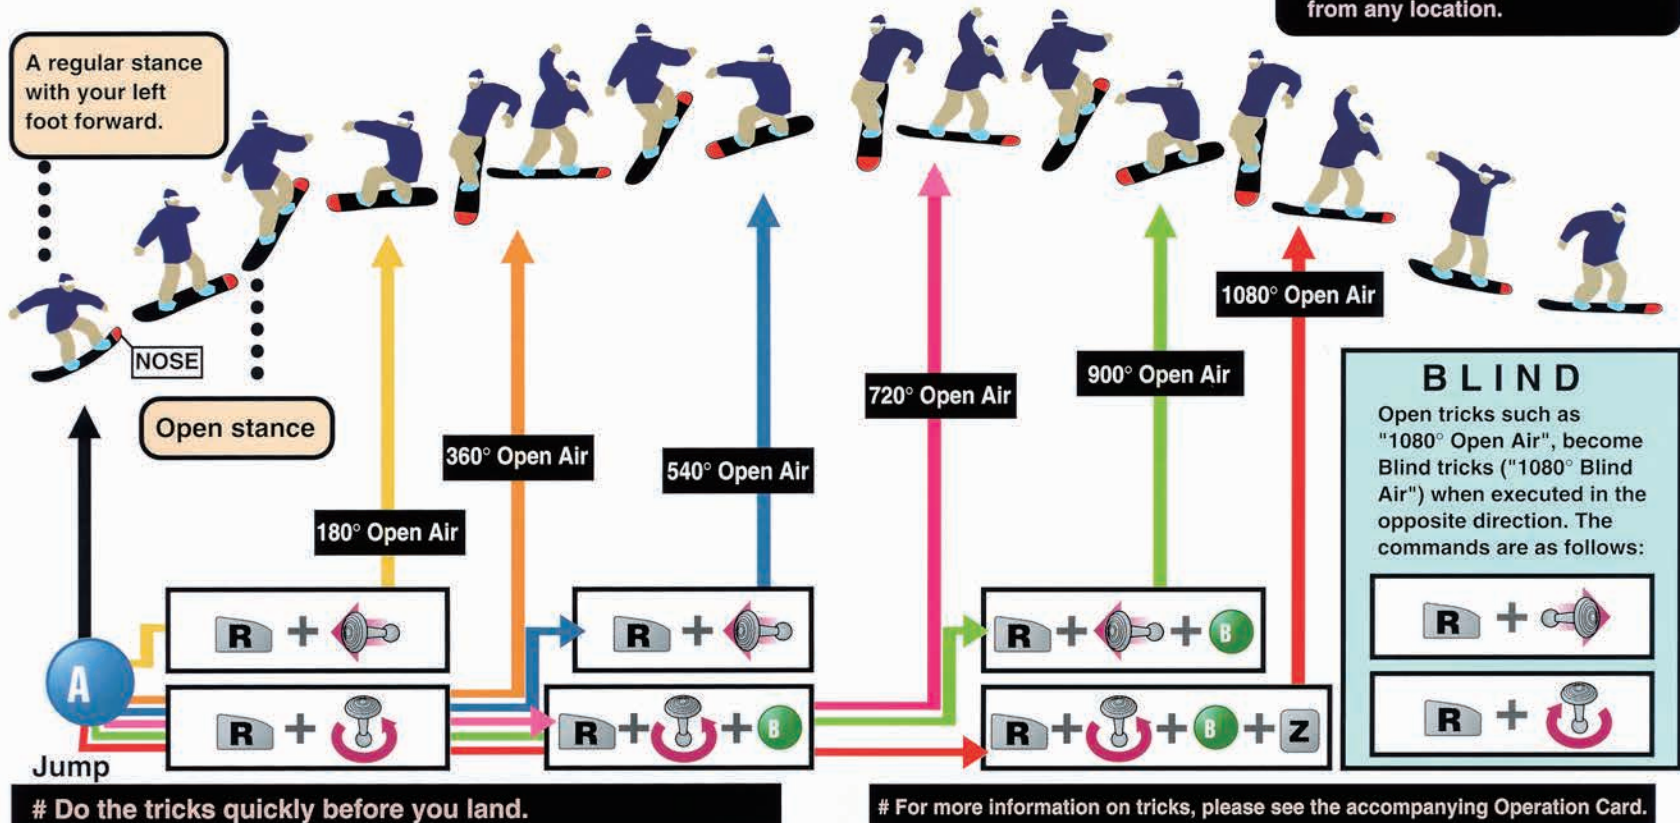 from any location.
A regular stance
with your left
foot forward.
NOSE
Open stance
180° Open Air
360° Open Air
540° Open Air
720° Open Air
900° Open Air
1080° Open Air
BLIND
Open tricks such as
"1080° Open Air", become
Blind tricks ("1080° Blind
Air") when executed in the
opposite direction. The
commands are as follows:
R +
R +
A
Jump
R +
R +
R +
R + + B
R + + B
R + + B + Z
# Do the tricks quickly before you land.
# For more information on tricks, please see the accompanying Operation Card.